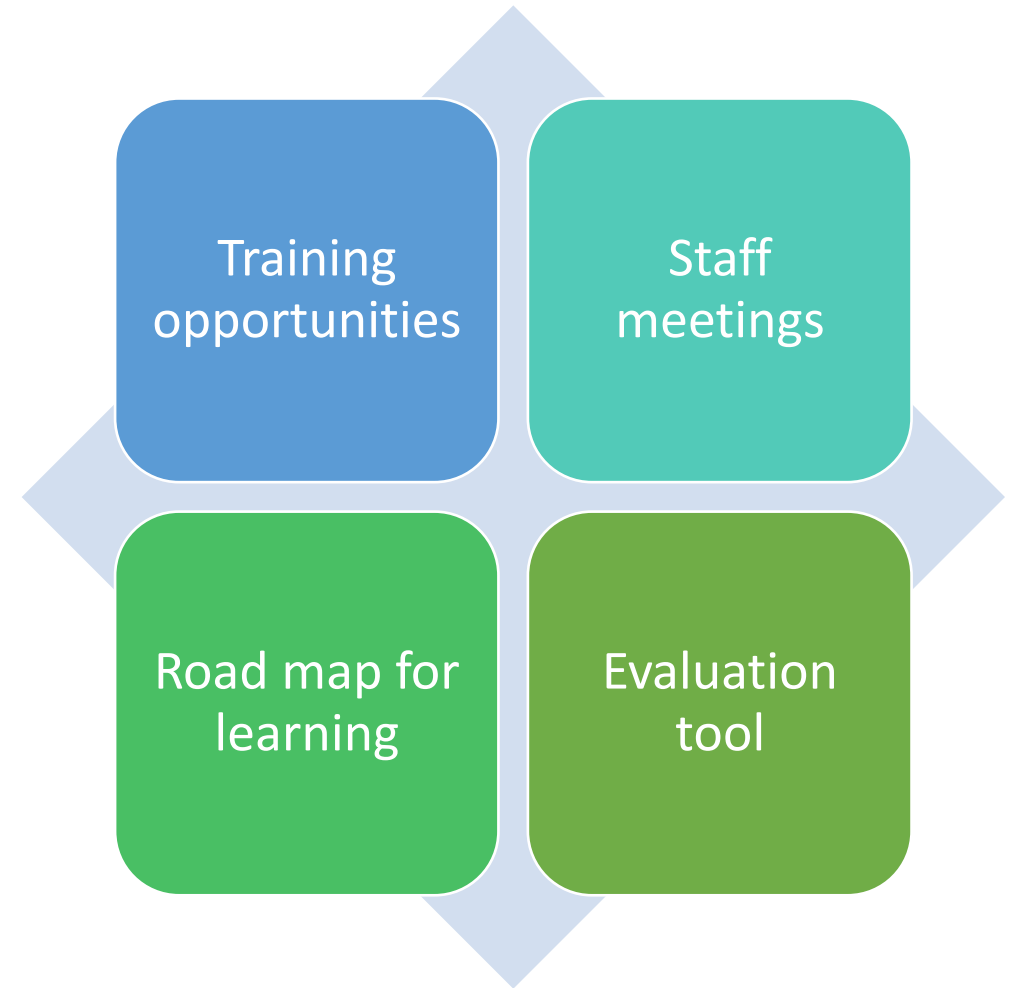 Training
opportunities
Staff
meetings
Road map for
learning
Evaluation
tool